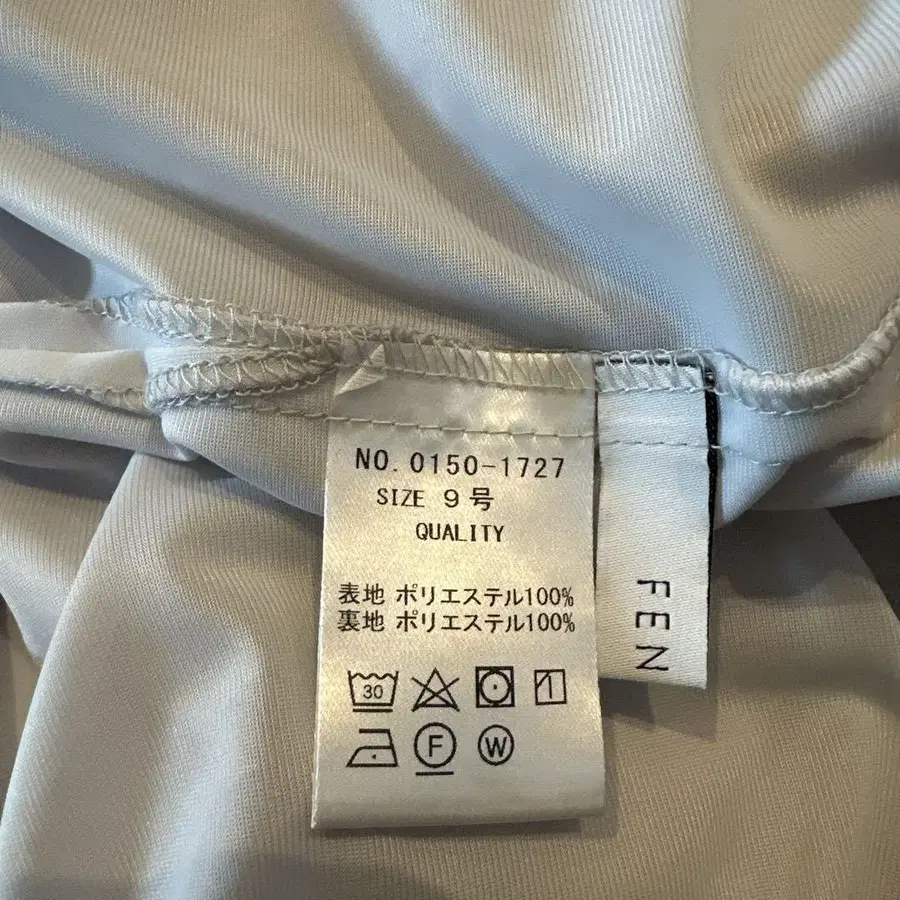 NO. 0150-1727
SIZE 9号
QUALITY
表地 ポリエステル100%
裏地 ポリエステル100%
30
F W
FEN